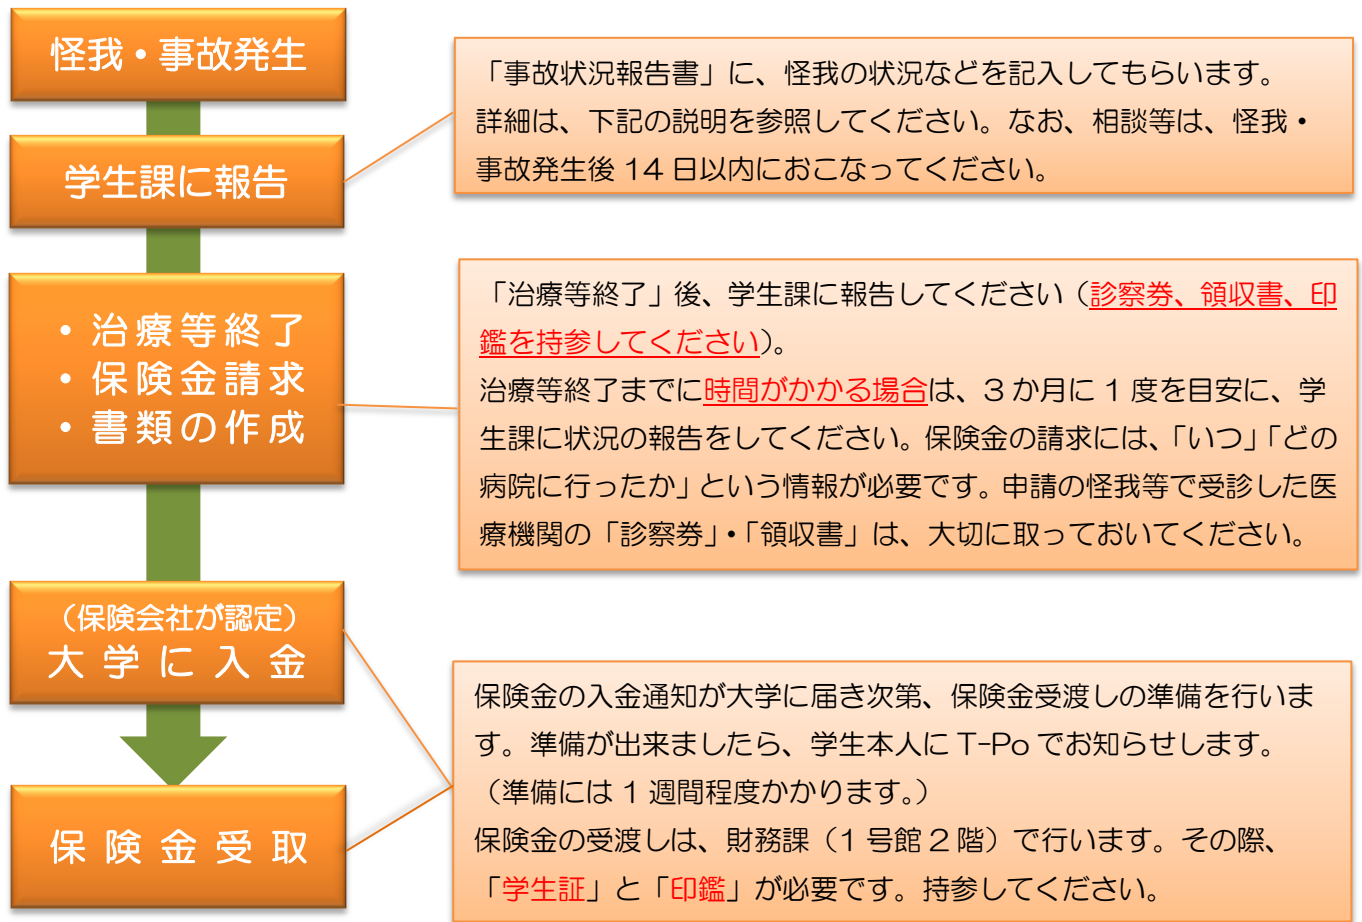 怪我・事故発生
「事故状況報告書」に、怪我の状況などを記入してもらいます。
詳細は、下記の説明を参照してください。なお、相談等は、怪我・
事故発生後 14 日以内におこなってください。
学生課に報告
・治療等終了
・保険金請求
・書類の作成
「治療等終了」後、学生課に報告してください（診察券、領収書、印
鑑を持参してください）。
治療等終了までに時間がかかる場合は、3 か月に 1 度を目安に、学
生課に状況の報告をしてください。保険金の請求には、「いつ」「どの
病院に行ったか」という情報が必要です。申請の怪我等で受診した医
療機関の「診察券」・「領収書」は、大切に取っておいてください。
（保険会社が認定）
大学に入金
保険金の入金通知が大学に届き次第、保険金受渡しの準備を行いま
す。準備が出来ましたら、学生本人に T-Po でお知らせします。
（準備には 1 週間程度かかります。）
保険金の受渡しは、財務課（1 号館 2 階）で行います。その際、
「学生証」と「印鑑」が必要です。持参してください。
保険金受取